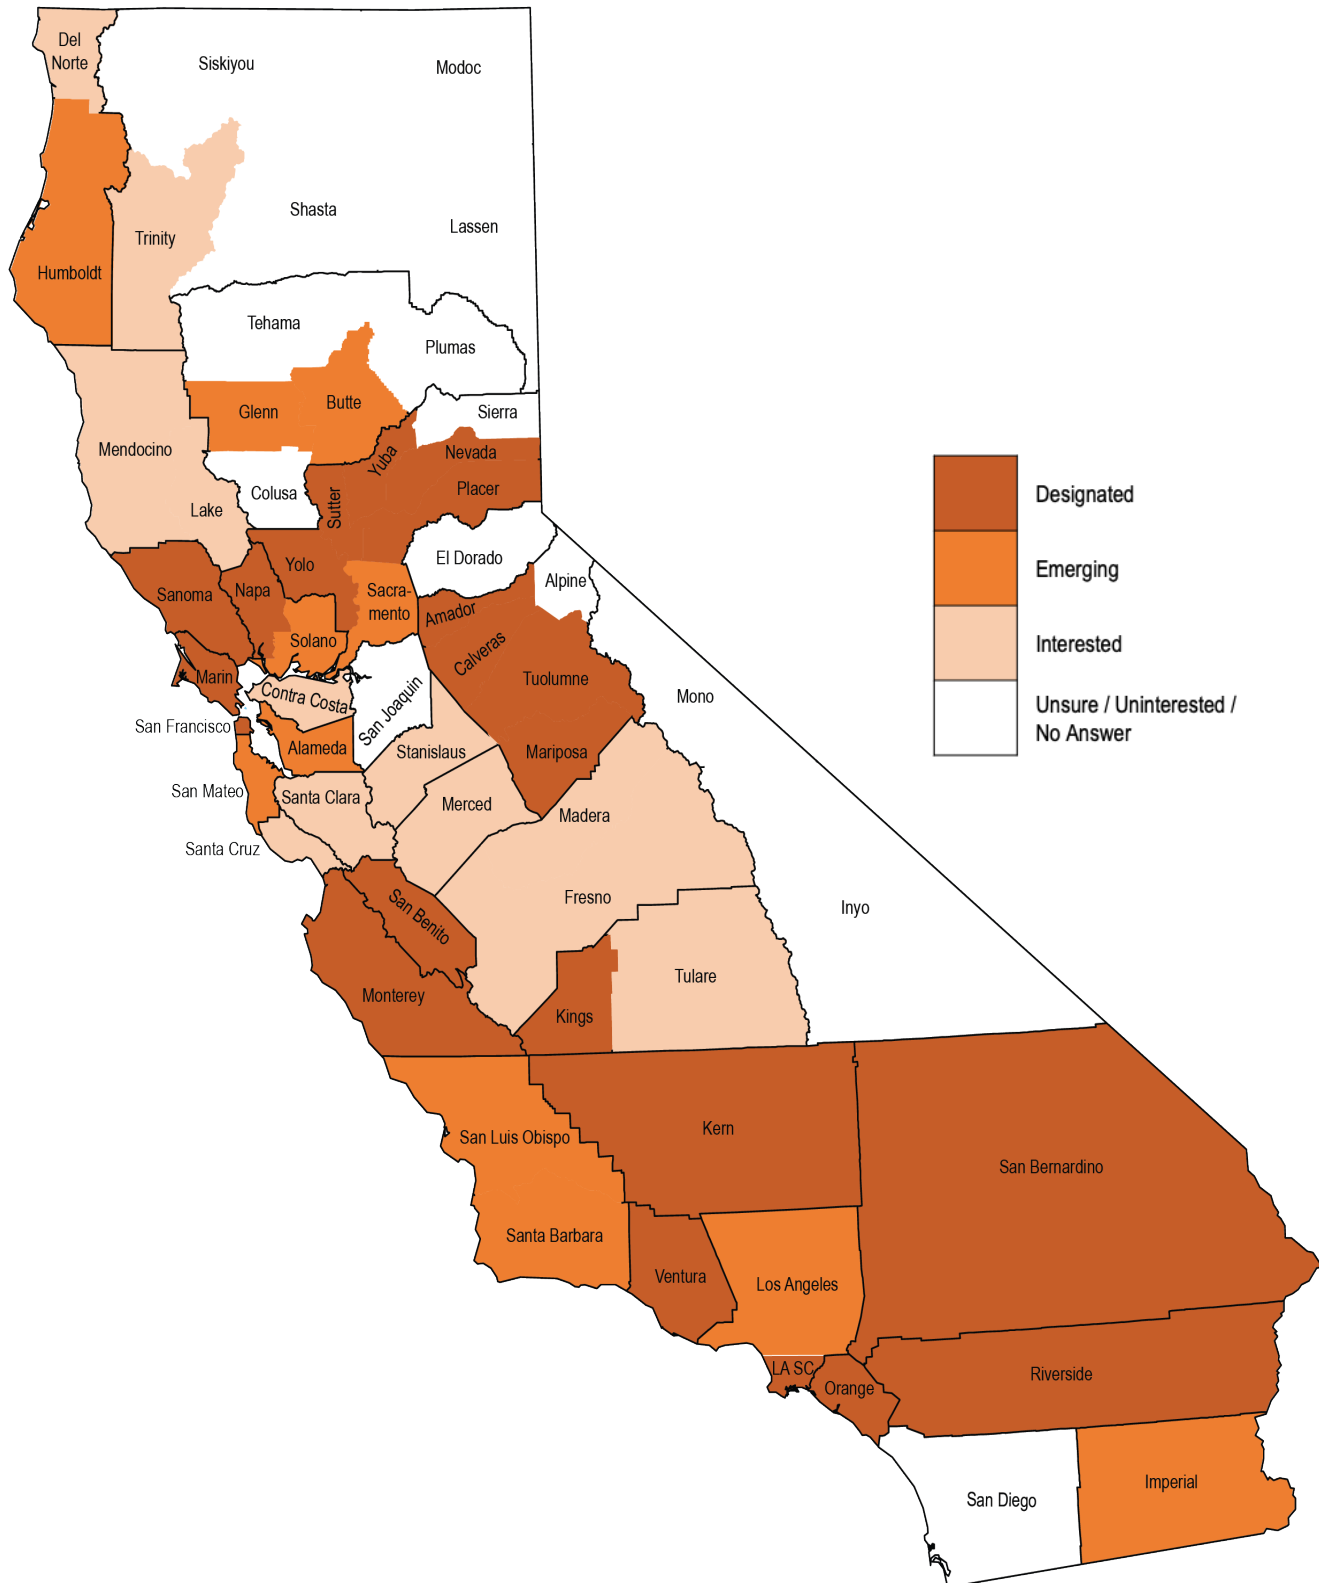 Del
Norte
Siskiyou
Modoc
Shasta
Lassen
Trinity
Humboldt
Tehama
Plumas
Glenn
Butte
Sierra
Mendocino
Yuba
Nevada
Placer
Colusa
Sutter
Lake
El Dorado
Yolo
Sanoma
Napa
Sacra-
mento
Alpine
Amador
Solano
Calveras
Marin
Tuolumne
Contra Costa
San Joaquin
Mono
San Francisco
Alameda
Stanislaus
Mariposa
San Mateo
Santa Clara
Merced
Madera
Santa Cruz
Fresno
San Benito
Inyo
Tulare
Monterey
Kings
Kern
San Luis Obispo
San Bernardino
Santa Barbara
Ventura
Los Angeles
LA SC
Orange
Riverside
San Diego
Imperial
Designated
Emerging
Interested
Unsure / Uninterested /
No Answer